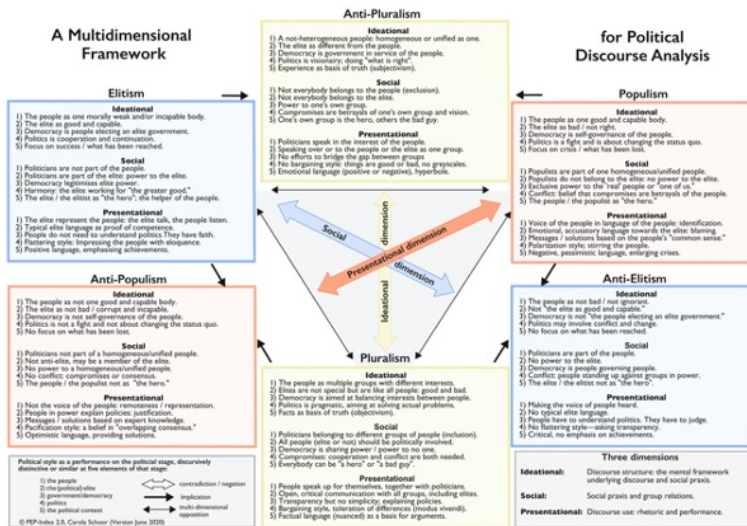 A Multidimensional
Framework
for Political
Discourse Analysis
Anti-Pluralism
Ideational
1) A not-heterogeneous people: homogeneous or unified as one.
2) The elite as different from the people.
3) Democracy is government in service of the people.
4) Politics is visionary; doing "what is right".
5) Experience as basis of truth (subjectivism).
Social
1) Not everybody belongs to the people (exclusion).
2) Not everybody belongs to the elite.
3) Power to one's own group.
4) Compromises are betrayals of one's own group and vision.
5) One's own group is the hero, others the bad guy.
Presentational
1) Politicians speak in the interest of the people.
2) Speaking over to the people or the elite as one group.
3) No efforts to bridge the gap between groups
4) No bargaining style: things are good or bad, no greyscales.
5) Emotional language (positive or negative), hyperbole.
Elitism
Ideational
1) The people as one morally weak and/or incapable body.
2) The elite as good and capable.
3) Democracy is people electing an elite government.
4) Politics is cooperation and continuation.
5) Focus on success / what has been reached.
Social
1) Politicians are not part of the people.
2) Politicians are part of the elite: power to the elite.
3) Democracy legitimises elite power.
4) Harmony: the elite working for "the greater good."
5) The elite / the elitist as "the hero"; the helper of the people.
Presentational
1) The elite represent the people: the elite talk, the people listen.
2) Typical elite language as proof of competence.
3) People do not need to understand politics.They have faith.
4) Flattering style: Impressing the people with eloquence.
5) Positive language, emphasising achievements.
Populism
Ideational
1) The people as one good and capable body.
2) The elite as bad / not right.
3) Democracy is self-governance of the people.
4) Politics is a fight and is about changing the status quo.
5) Focus on crisis / what has been lost.
Social
1) Populists are part of one homogeneous/unified people.
2) Populists do not belong to the elite: no power to the elite.
3) Exclusive power to the 'real' people or "one of us."
4) Conflict: belief that compromises are betrayals of the people.
5) The people / the populist as "the hero."
Presentational
1) Voice of the people in language of the people: identification.
2) Emotional, accusatory language towards the elite: blaming.
3) Messages / solutions based on the people's "common sense."
4) Polarization style; stirring the people.
5) Negative, pessimistic language, enlarging crises.
Social
dimension
Presentational dimension
Ideational
dimension
Anti-Populism
Ideational
1) The people as not one good and capable body.
2) The elite as not bad / corrupt and incapable.
3) Democracy is not self-governance of the people.
4) Politics is not a fight and not about changing the status quo.
5) No focus on what has been lost.
Social
1) Politicians not part of a homogeneous/unified people.
2) Not anti-elite, may be a member of the elite.
3) No power to a homogeneous/unified people.
4) No conflict: compromises or consensus.
5) The people / the populist not as "the hero."
Presentational
1) Not the voice of the people: remoteness / representation.
2) People in power explain policies: justification.
3) Messages / solutions based on expert knowledge.
4) Pacification style: a belief in "overlapping consensus."
5) Optimistic language, providing solutions.
Pluralism
Ideational
1) The people as multiple groups with different interests.
2) Elites are not special but are like all people: good and bad.
3) Democracy is aimed at balancing interests between people.
4) Politics is pragmatic, aiming at solving actual problems.
5) Facts as basis of truth (objectivism).
Social
1) Politicians belonging to different groups of people (inclusion).
2) All people (elite or not) should be politically involved.
3) Democracy is sharing power / power to no one.
4) Compromises: cooperation and conflict are both needed.
5) Everybody can be "a hero" or "a bad guy".
Presentational
1) People speak up for themselves, together with politicians.
2) Open, critical communication with all groups, including elites.
3) Transparency but no simplicity; explaining policies.
4) Bargaining style, toleration of differences (modus vivendi).
5) Factual language (nuanced) as basis for arguments.
Anti-Elitism
Ideational
1) The people as not bad / not ignorant.
2) Not "the elite as good and capable."
3) Democracy is not "the people electing an elite government."
4) Politics may involve conflict and change.
5) No focus on what has been reached.
Social
1) Politicians are part of the people.
2) No power to the elite.
3) Democracy is people governing people.
4) Conflict: people standing up against groups in power.
5) The elite / the elitist not as "the hero".
Presentational
1) Making the voice of people heard.
2) No typical elite language.
3) People have to understand politics. They have to judge.
4) No flattering style—asking transparency.
5) Critical, no emphasis on achievements.
Political style as a performance on the political stage, discursively
distinctive or similar at five elements of that stage:
1) the people
2) the(political) elite
3) government/democracy
4) politics
5) the political context
contradiction / negation
implication
multi-dimensional
opposition
© PEP-Index 2.0, Carola Schoor (Version June 2020)
Three dimensions
Ideational: Discourse structure: the mental framework
underlying discourse and social praxis.
Social: Social praxis and group relations.
Presentational: Discourse use: rhetoric and performance.